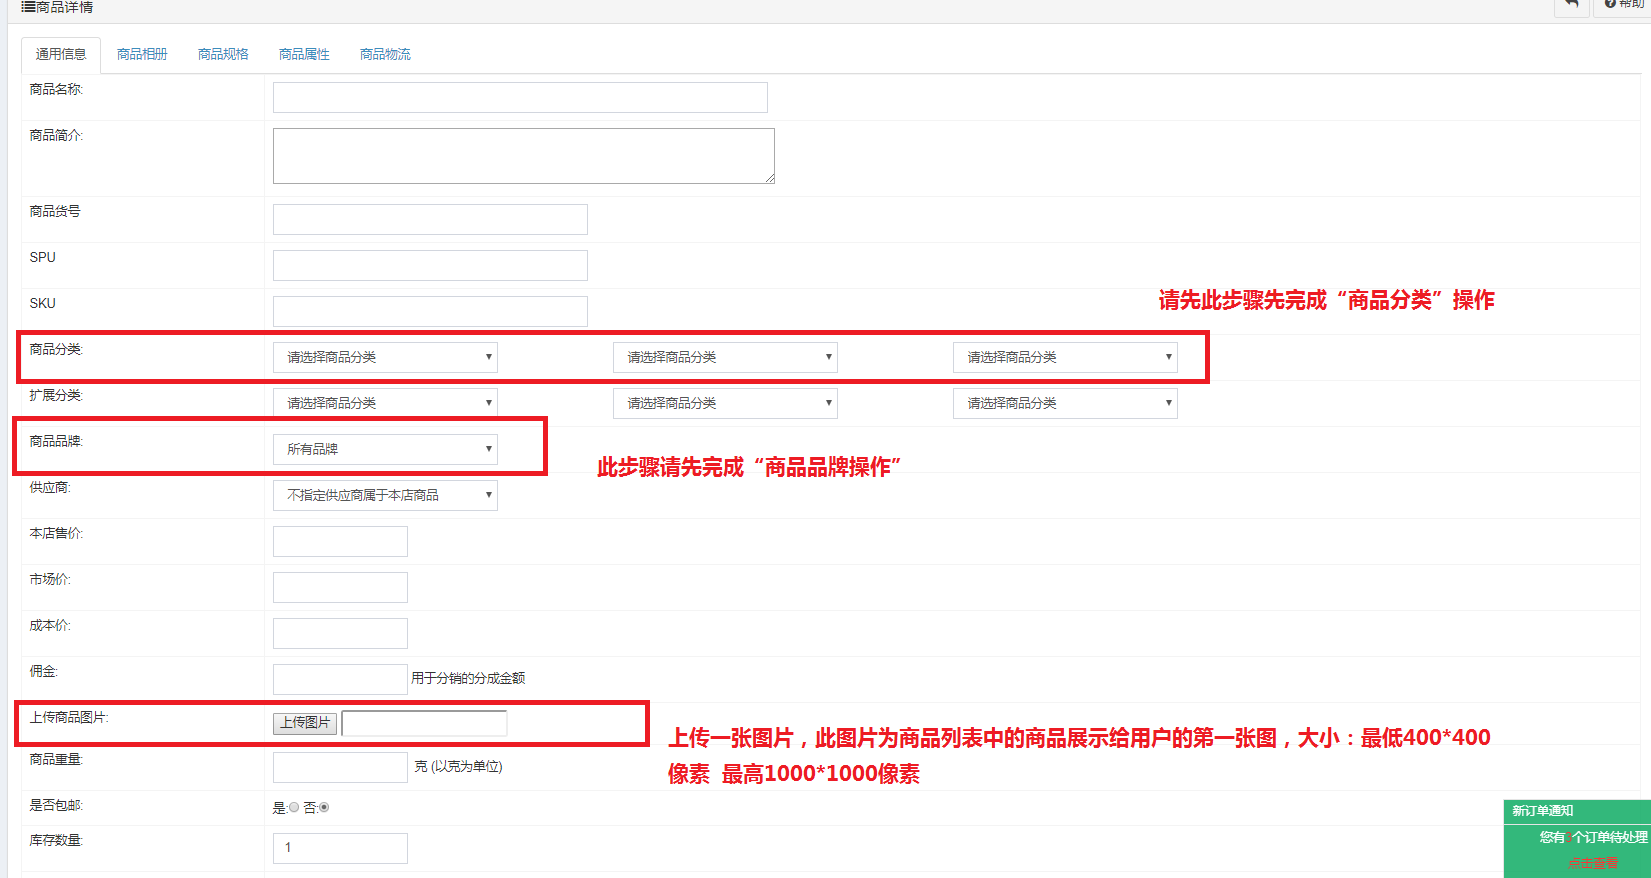 商品详情
帮助
通用信息 商品相册 商品规格 商品属性 商品物流
商品名称:
商品简介:
商品货号
SPU
SKU
请先此步骤先完成“商品分类”操作
商品分类: 请选择商品分类 请选择商品分类 请选择商品分类
扩展分类: 请选择商品分类 请选择商品分类 请选择商品分类
商品品牌: 所有品牌
此步骤请先完成“商品品牌操作”
供应商: 不指定供应商属于本店商品
本店售价:
市场价:
成本价:
佣金: 用于分销的分成金额
上传商品图片: 上传图片
上传一张图片，此图片为商品列表中的商品展示给用户的第一张图，大小：最低400*400
像素 最高1000*1000像素
商品重量: 克 (以克为单位)
是否包邮: 是: 否:
库存数量: 1
新订单通知
您有 个订单待处理
点击查看